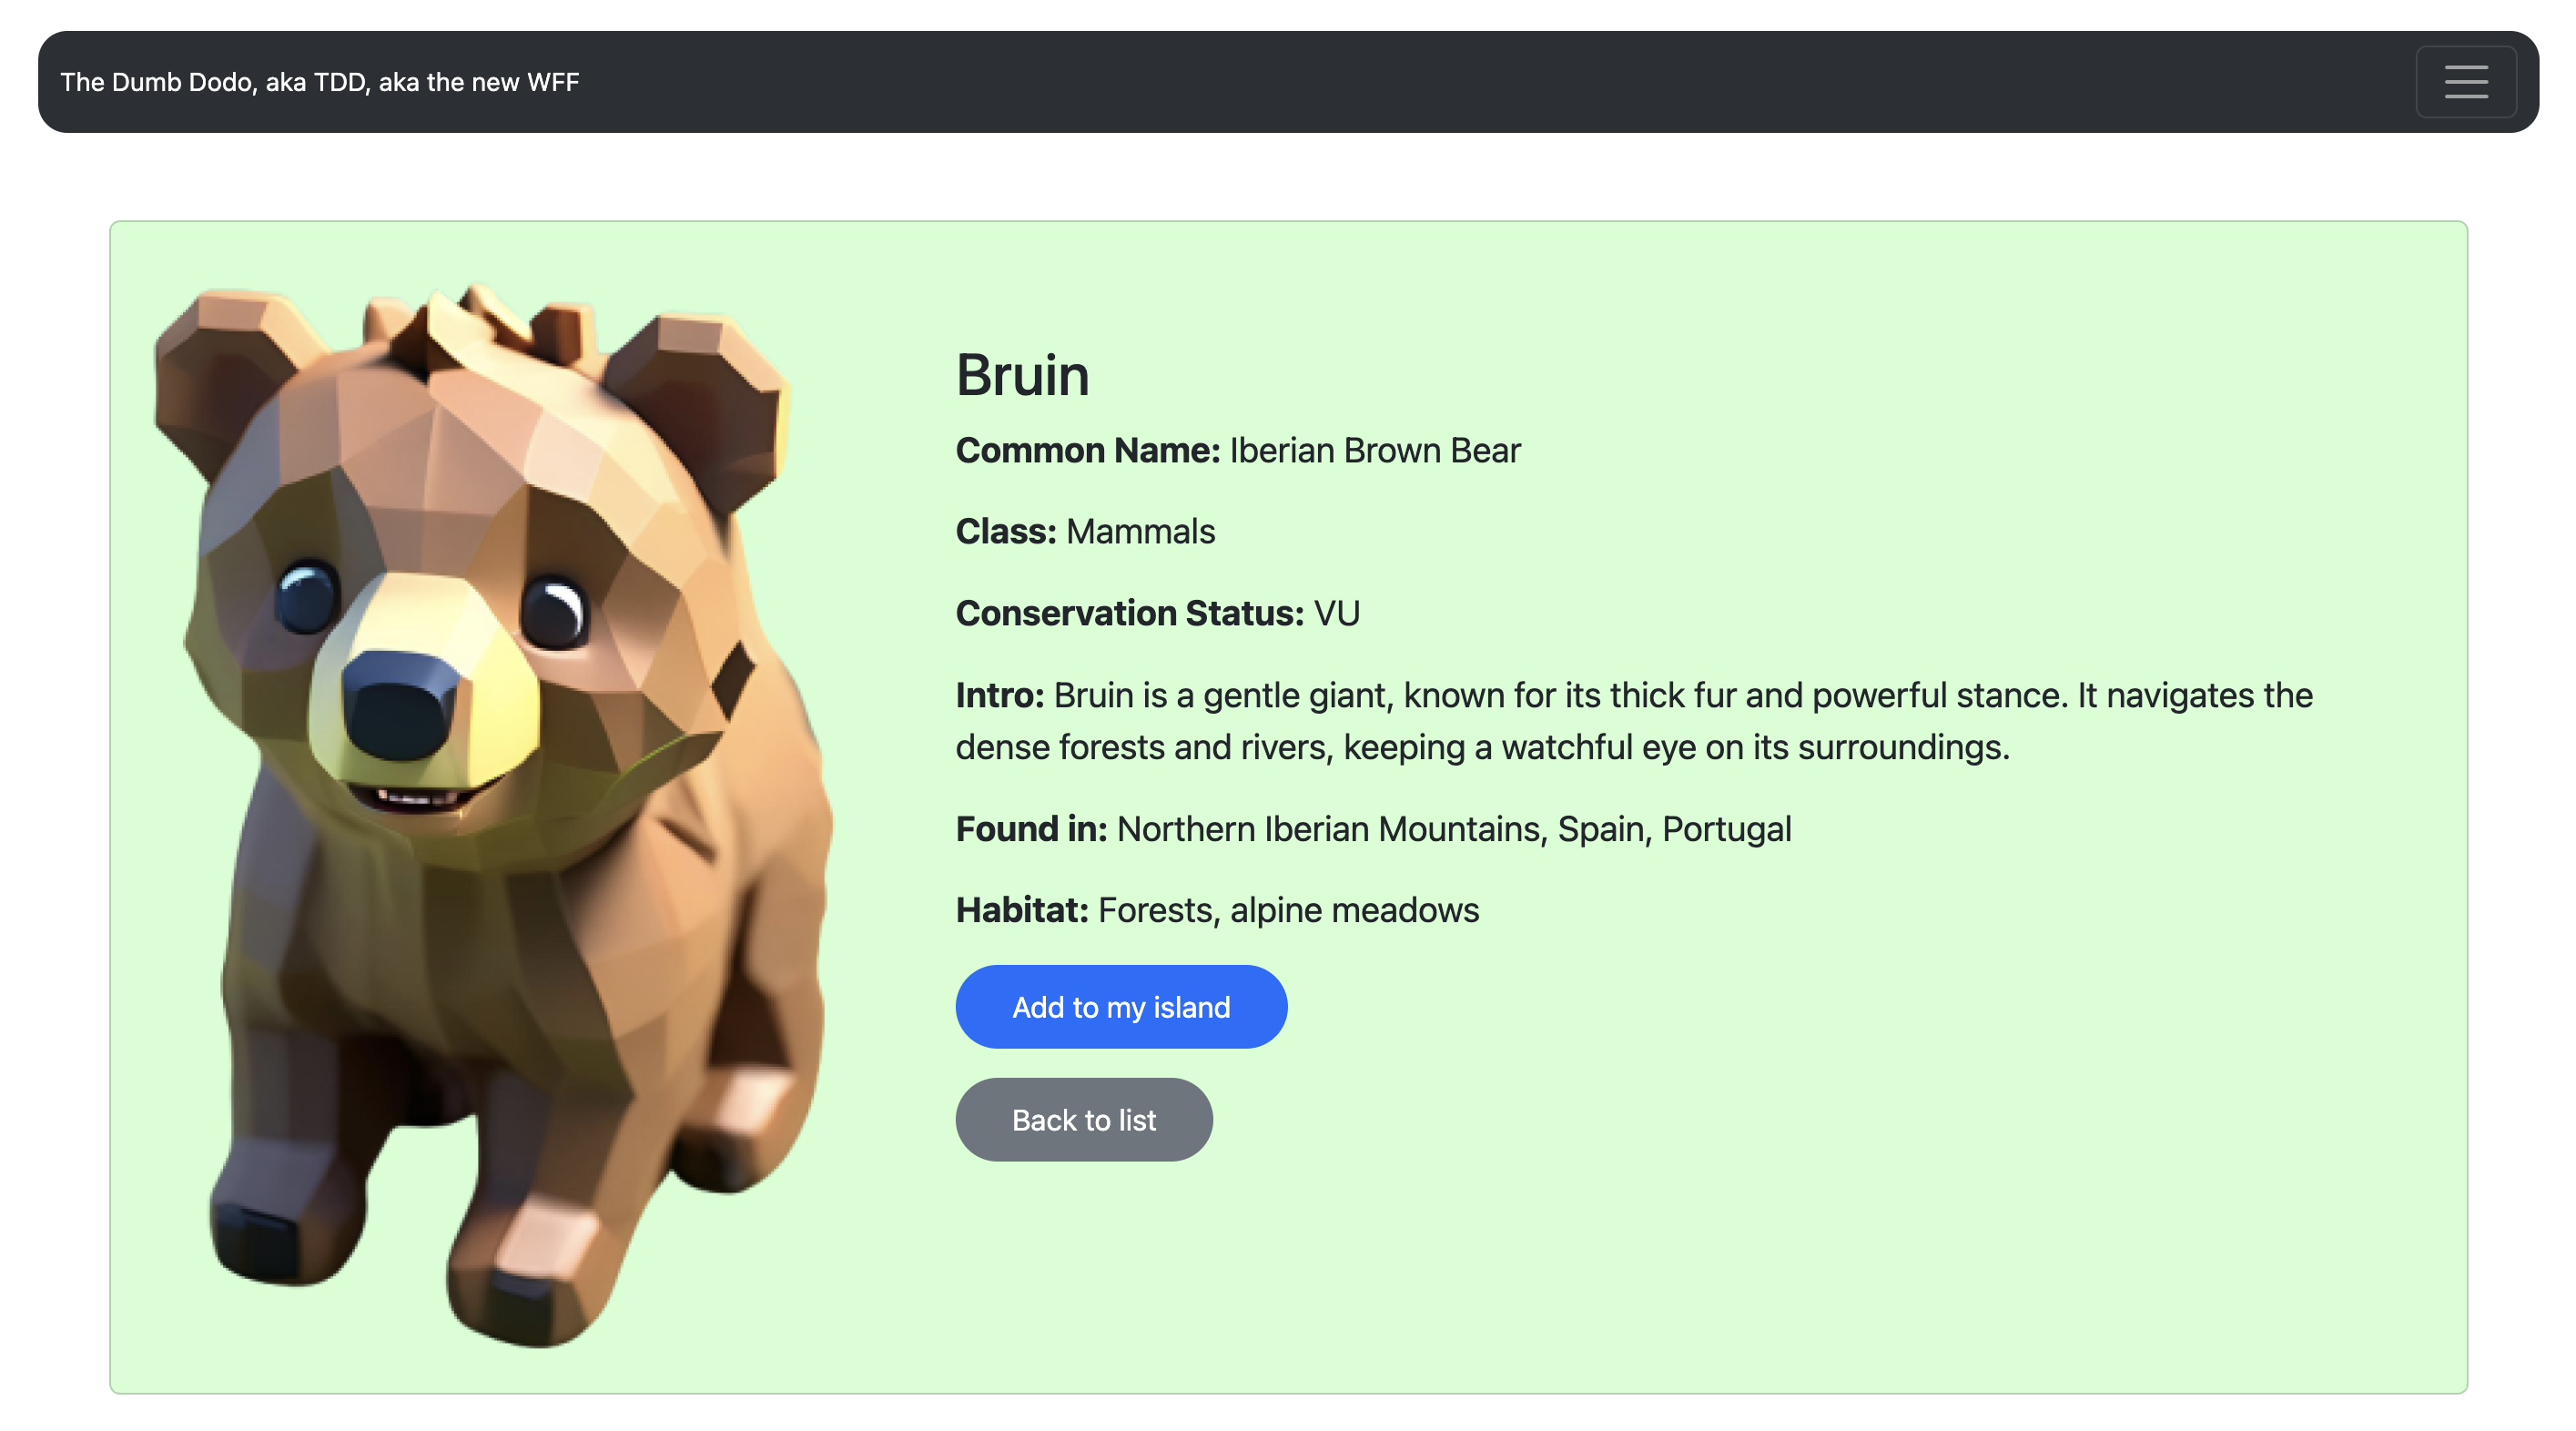 The Dumb Dodo, aka TDD, aka the new WFF
Bruin
Common Name: Iberian Brown Bear
Class: Mammals
Conservation Status: VU
Intro: Bruin is a gentle giant, known for its thick fur and powerful stance. It navigates the
dense forests and rivers, keeping a watchful eye on its surroundings.
Found in: Northern Iberian Mountains, Spain, Portugal
Habitat: Forests, alpine meadows
Add to my island
Back to list